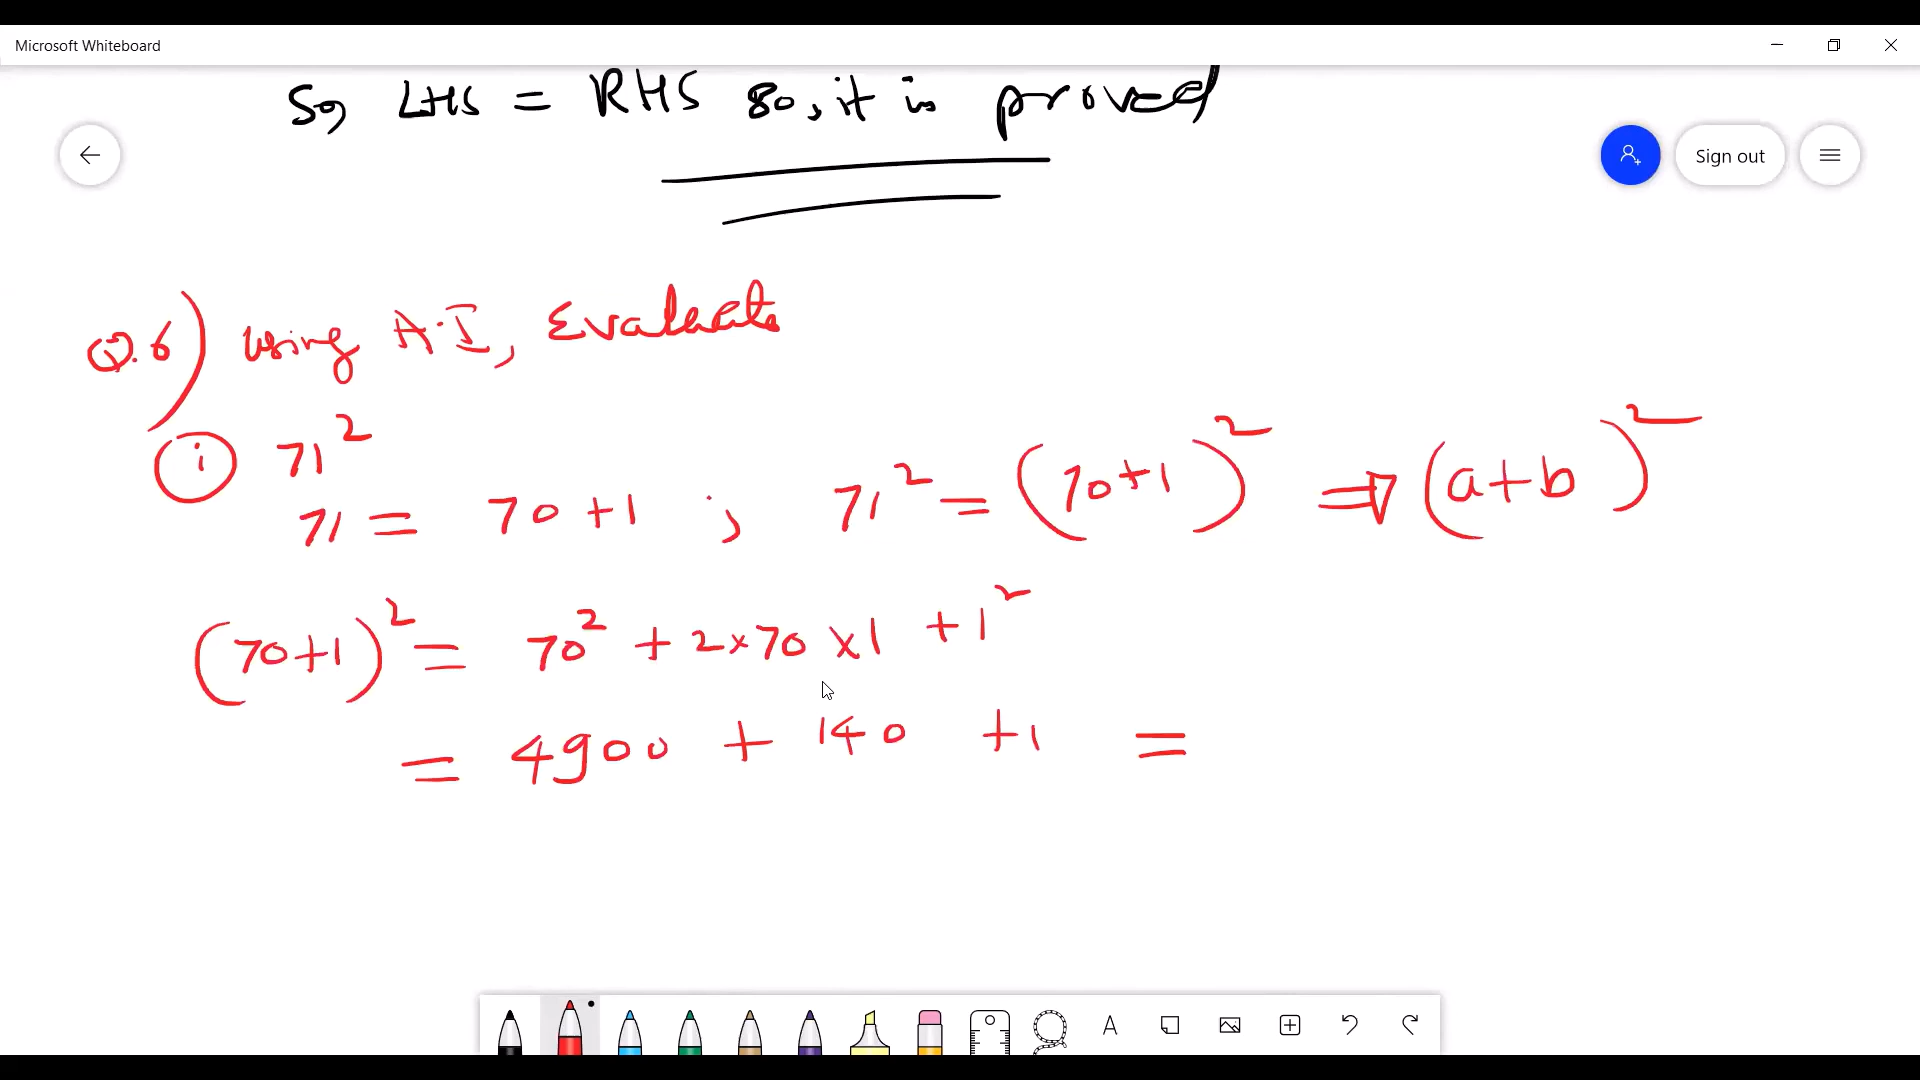 Microsoft Whiteboard
So, LHS = RHS so, it is proved
Sign out
Q.6) using A.I, Evaluate
i 71²
71 = 70 + 1 ; 71² = (70+1)² ⇒ (a+b)²
(70+1)² = 70² + 2×70×1 + 1²
= 4900 + 140 + 1 =
A